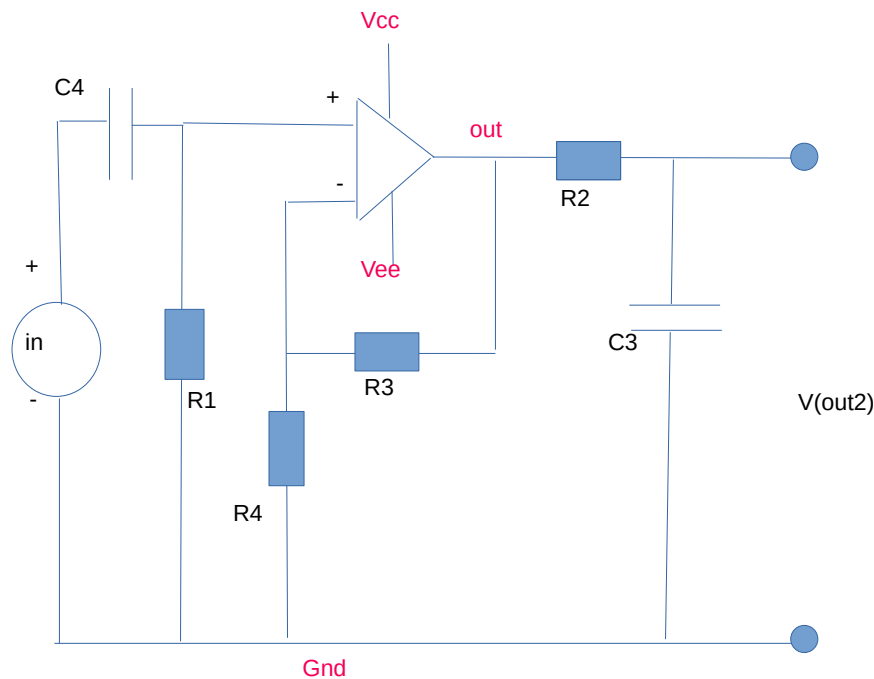 Vcc
C4
+
out
-
R2
Vee
+
in
C3
R3
-
R1
V(out2)
R4
Gnd